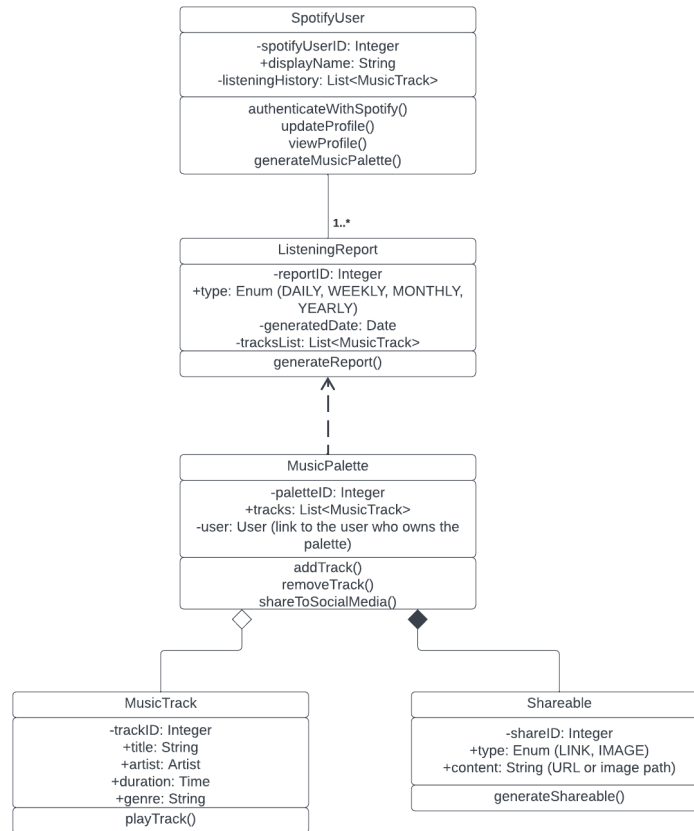 SpotifyUser
-spotifyUserID: Integer
+displayName: String
-listeningHistory: List<MusicTrack>
authenticateWithSpotify()
updateProfile()
viewProfile()
generateMusicPalette()
1..*
ListeningReport
-reportID: Integer
+type: Enum (DAILY, WEEKLY, MONTHLY,
YEARLY)
-generatedDate: Date
-tracksList: List<MusicTrack>
generateReport()
MusicPalette
-paletteID: Integer
+tracks: List<MusicTrack>
-user: User (link to the user who owns the
palette)
addTrack()
removeTrack()
shareToSocialMedia()
MusicTrack
-trackID: Integer
+title: String
+artist: Artist
+duration: Time
+genre: String
playTrack()
Shareable
-shareID: Integer
+type: Enum (LINK, IMAGE)
+content: String (URL or image path)
generateShareable()